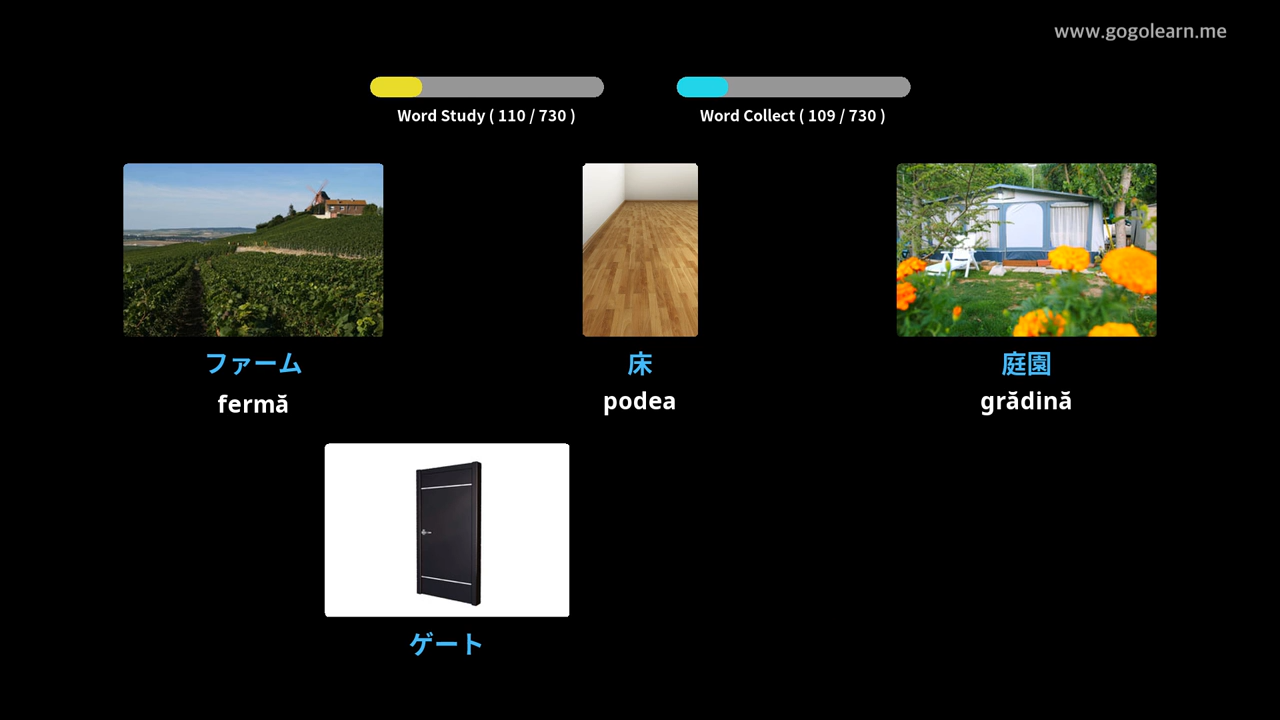 www.gogolearn.me
Word Study ( 110 / 730 )
Word Collect ( 109 / 730 )
ファーム
床
庭園
fermă
podea
grădină
ゲート